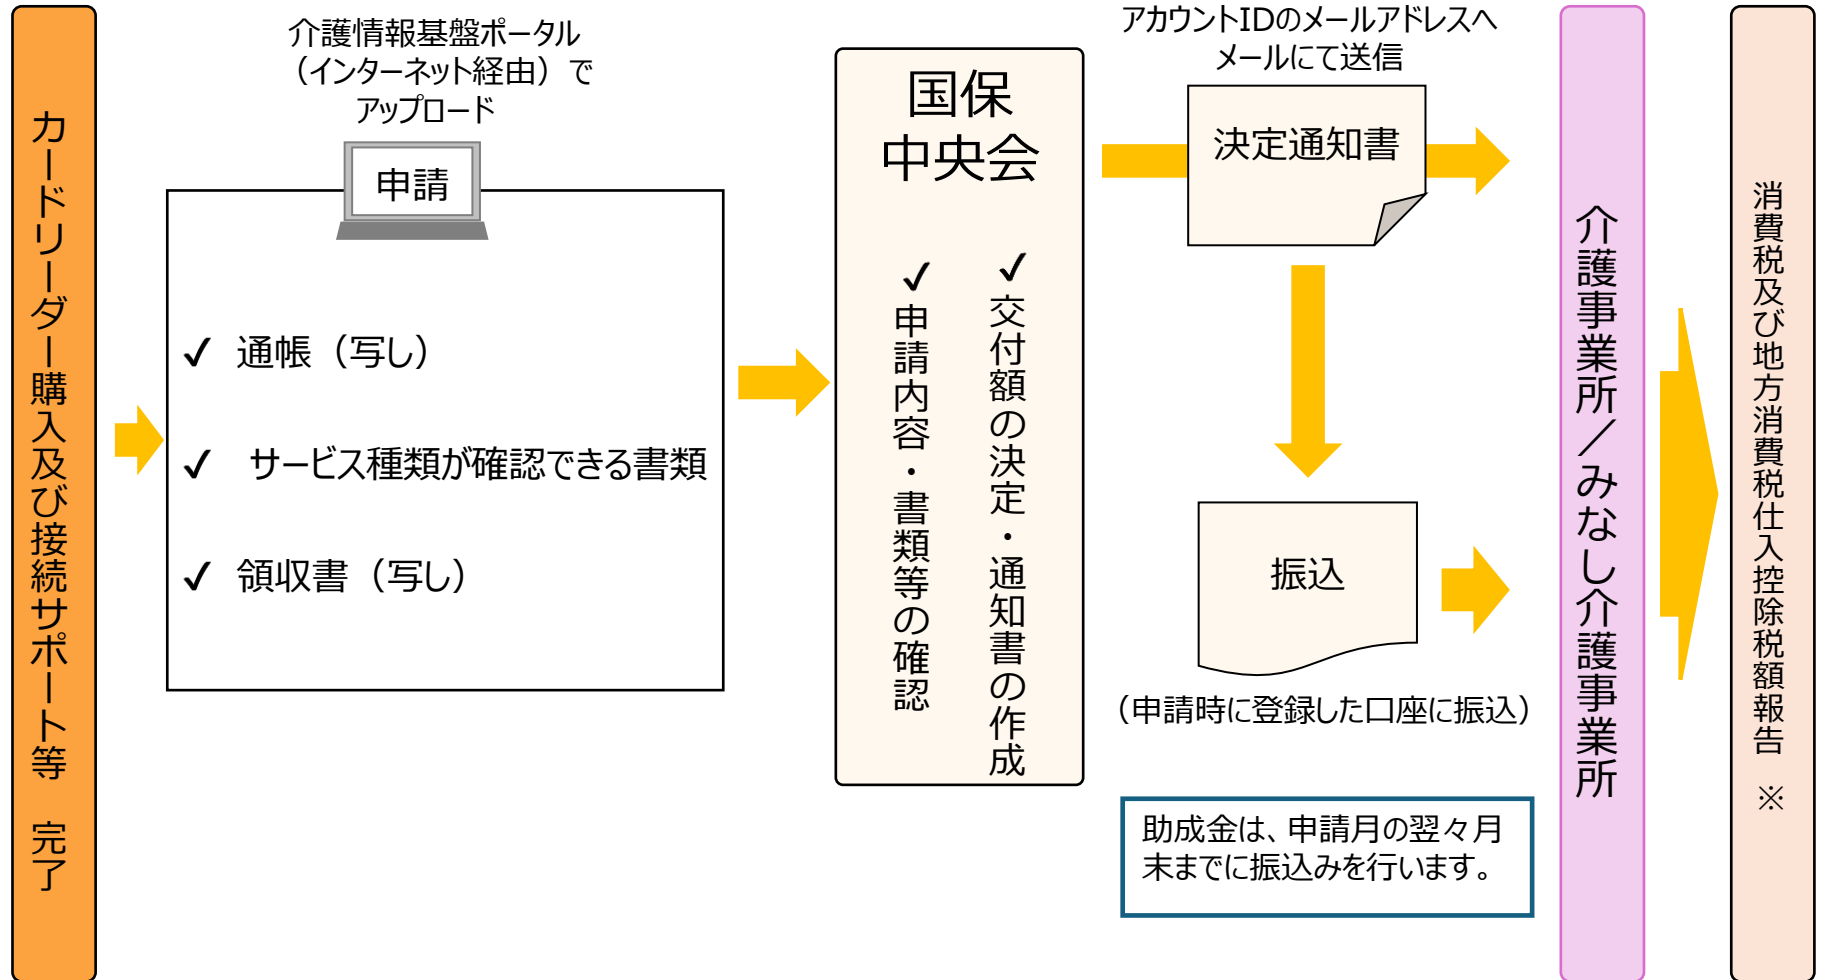 カードリーダー購入及び接続サポート等　完了
介護情報基盤ポータル
（インターネット経由）で
アップロード
申請
✓ 通帳（写し）
✓ サービス種類が確認できる書類
✓ 領収書（写し）
国保
中央会
✓交付額の決定・通知書の作成
✓申請内容・書類等の確認
アカウントIDのメールアドレスへ
メールにて送信
決定通知書
振込
（申請時に登録した口座に振込）
助成金は、申請月の翌々月
末までに振込みを行います。
介護事業所／みなし介護事業所
消費税及び地方消費税仕入控除税額報告　※